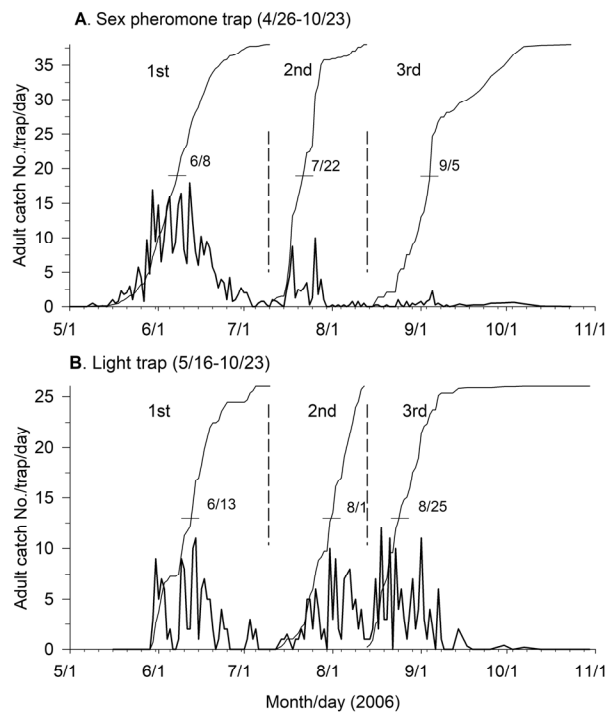 A. Sex pheromone trap (4/26-10/23)
Adult catch No./trap/day
35
30
25
20
15
10
5
0
1st
2nd
3rd
6/8
7/22
9/5
5/1 6/1 7/1 8/1 9/1 10/1 11/1
B. Light trap (5/16-10/23)
Adult catch No./trap/day
25
20
15
10
5
0
1st
2nd
3rd
6/13
8/1
8/25
5/1 6/1 7/1 8/1 9/1 10/1 11/1
Month/day (2006)